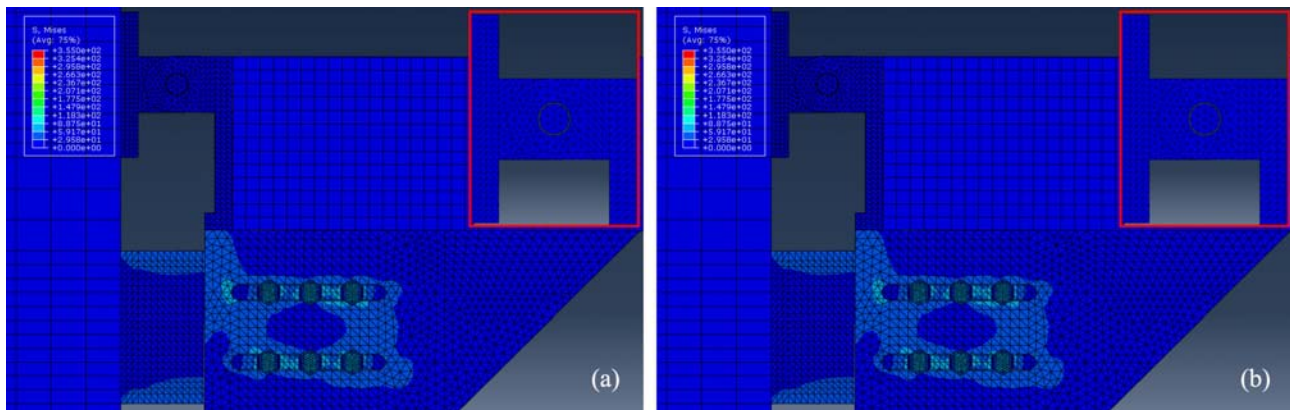 S, Mises
(Avg: 75%)
+3.550e+02
+3.254e+02
+2.958e+02
+2.663e+02
+2.367e+02
+2.071e+02
+1.775e+02
+1.479e+02
+1.183e+02
+8.875e+01
+5.917e+01
+2.958e+01
+0.000e+00
(a)
S, Mises
(Avg: 75%)
+3.550e+02
+3.254e+02
+2.958e+02
+2.663e+02
+2.367e+02
+2.071e+02
+1.775e+02
+1.479e+02
+1.183e+02
+8.875e+01
+5.917e+01
+2.958e+01
+0.000e+00
(b)